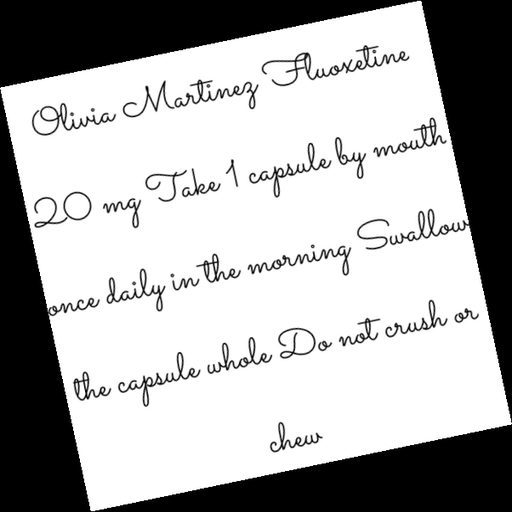 Olivia Martinez Fluoxetine
20 mg Take 1 capsule by mouth
once daily in the morning Swallow
the capsule whole Do not crush or
chew